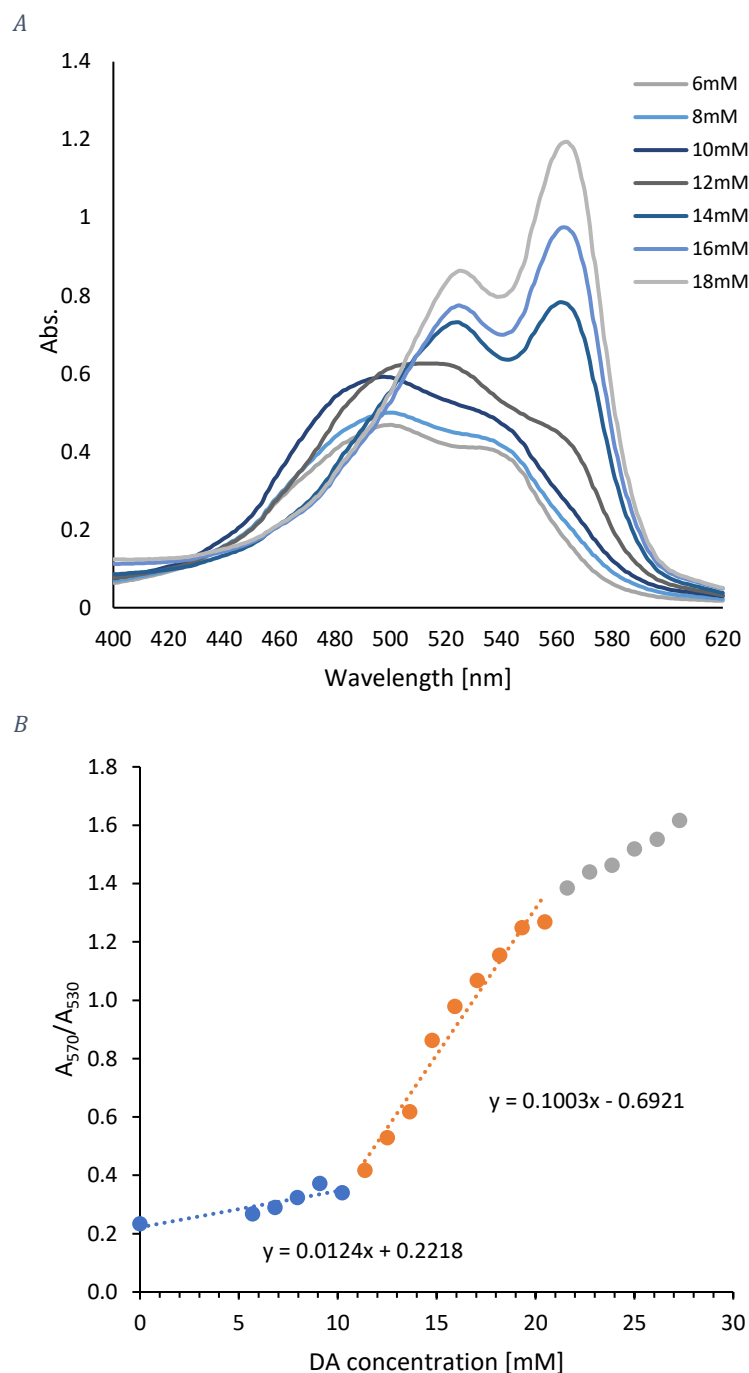 A
1.4
1.2
1
0.8
0.6
0.4
0.2
0
Abs.
400 420 440 460 480 500 520 540 560 580 600 620
Wavelength [nm]
6mM
8mM
10mM
12mM
14mM
16mM
18mM
B
1.8
1.6
1.4
1.2
1.0
0.8
0.6
0.4
0.2
0.0
A570/A530
y = 0.1003x - 0.6921
y = 0.0124x + 0.2218
0 5 10 15 20 25 30
DA concentration [mM]